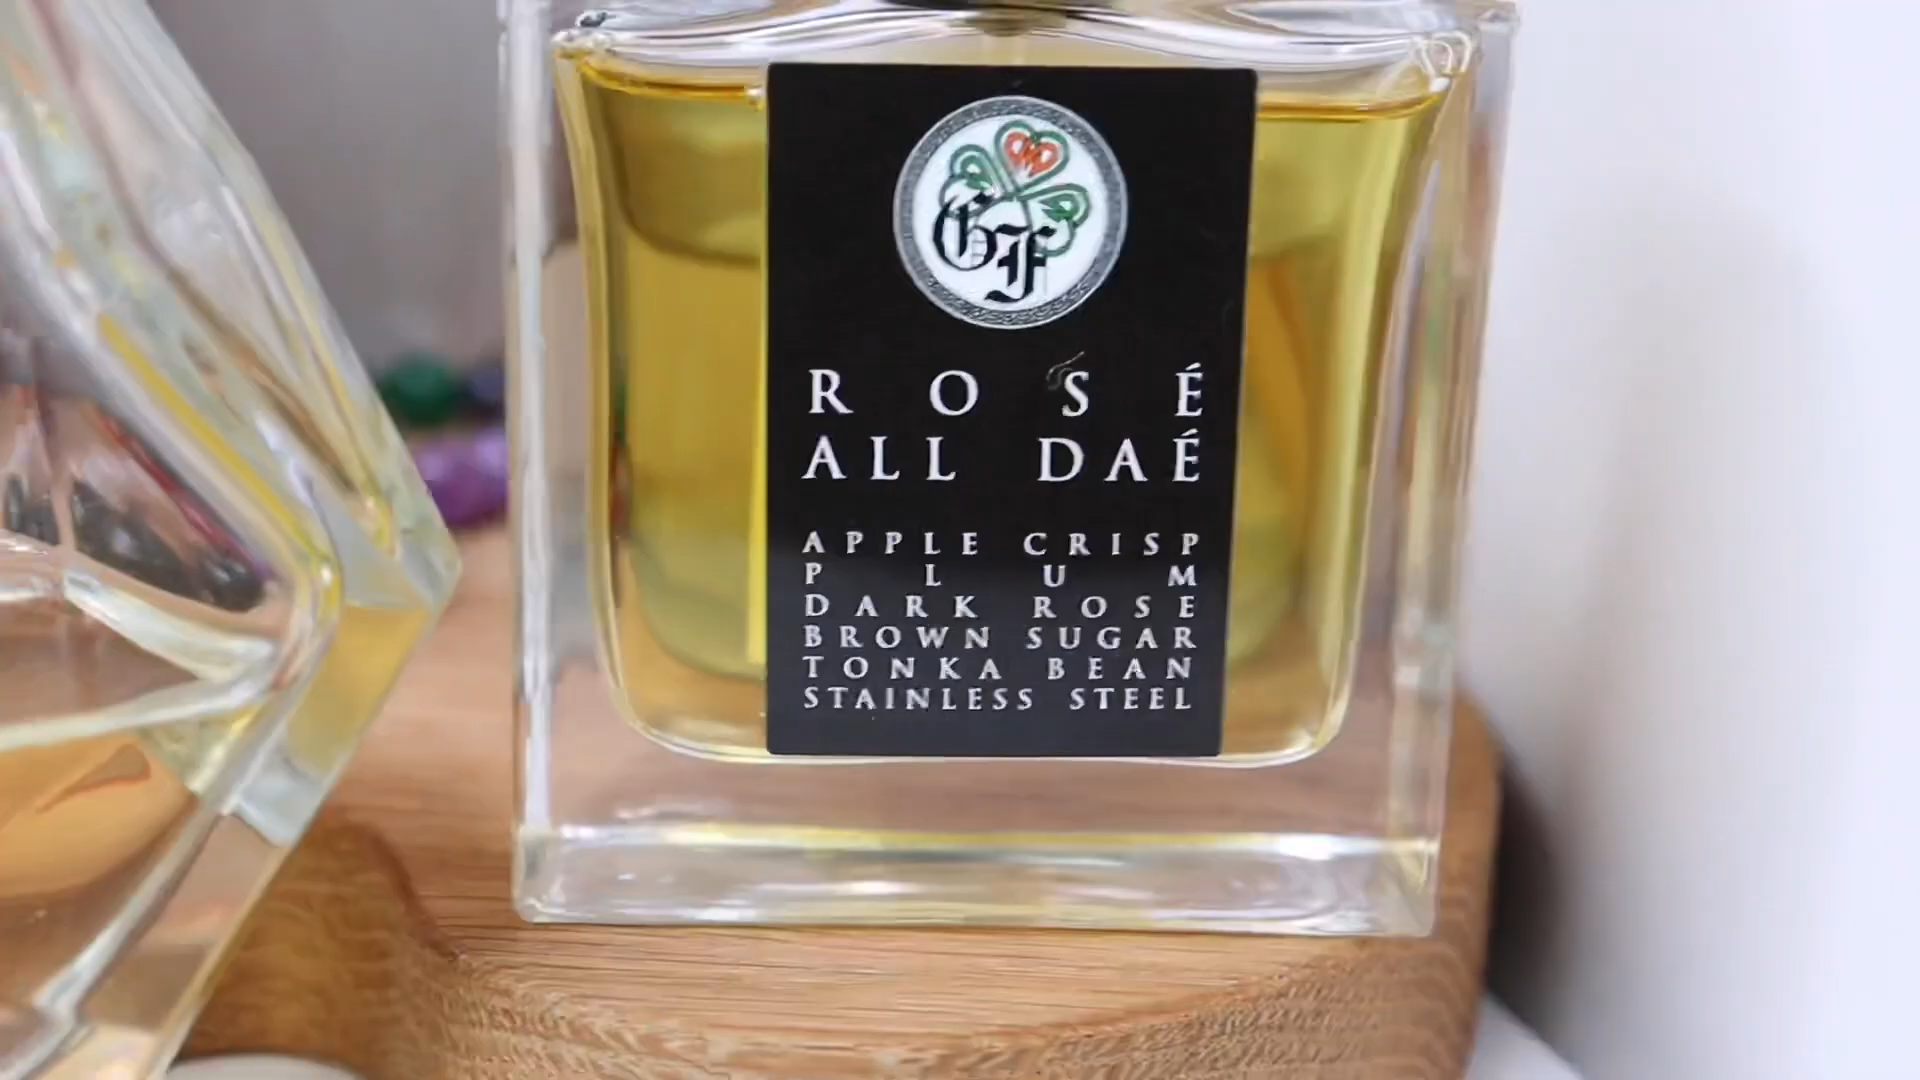 GF
ROSÉ
ALL DAÉ
APPLE CRISP
PLUM
DARK ROSE
BROWN SUGAR
TONKA BEAN
STAINLESS STEEL